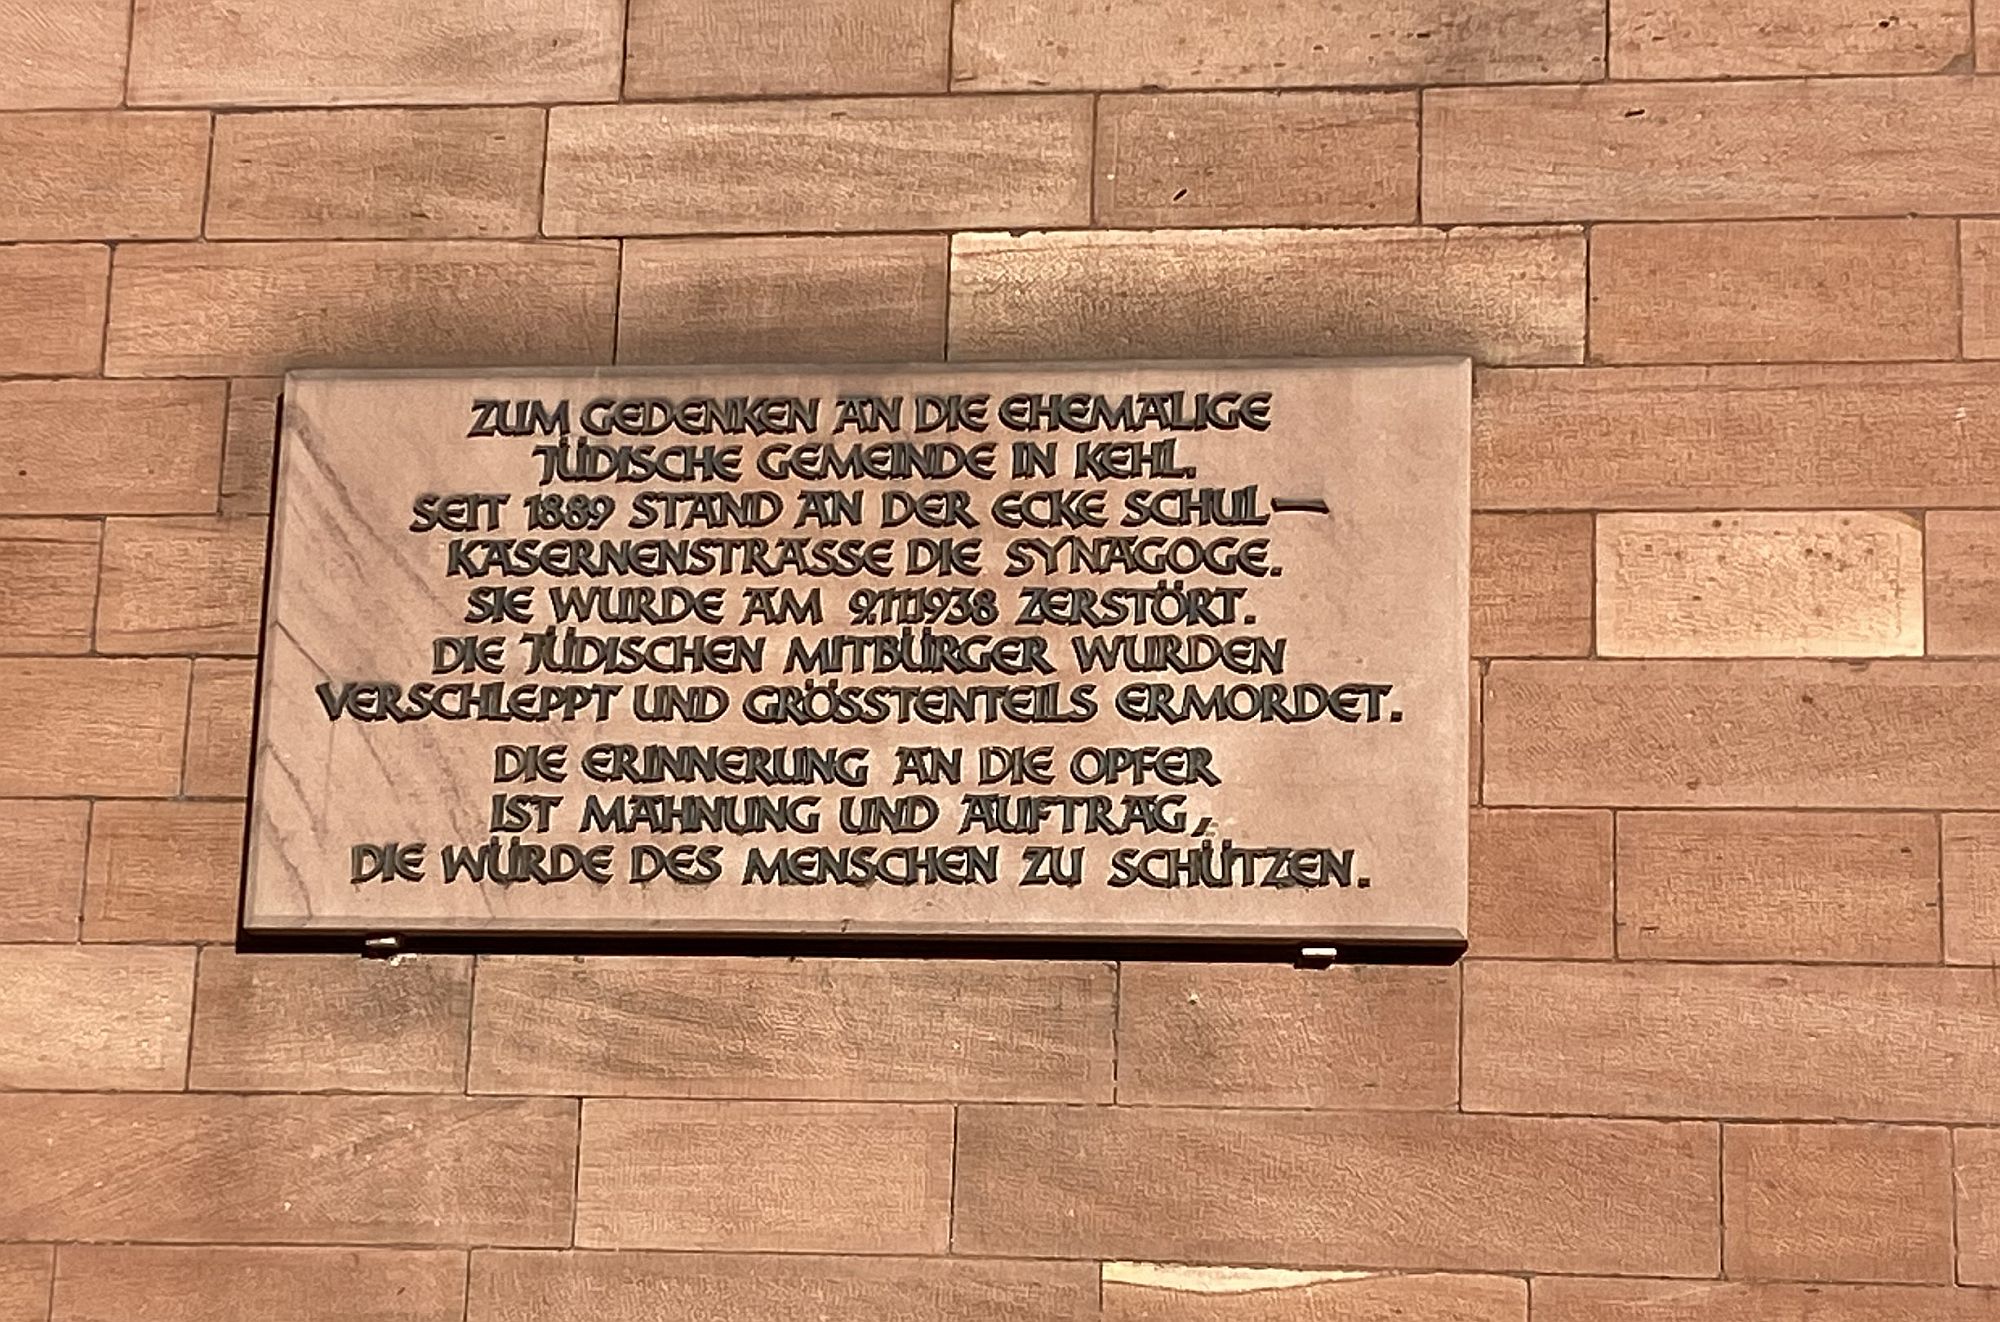 ZUM GEDENKEN AN DIE EHEMALIGE
JÜDISCHE GEMEINDE IN KEHL.
SEIT 1889 STAND AN DER ECKE SCHUL—
KASERNENSTRASSE DIE SYNAGOGE.
SIE WURDE AM 9.11.1938 ZERSTÖRT.
DIE JÜDISCHEN MITBÜRGER WURDEN
VERSCHLEPPT UND GRÖSSTENTEILS ERMORDET.
DIE ERINNERUNG AN DIE OPFER
IST MAHNUNG UND AUFTRAG,
DIE WÜRDE DES MENSCHEN ZU SCHÜTZEN.